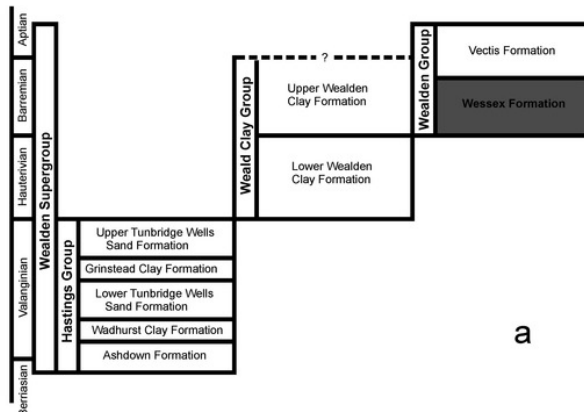 Aptian
Barremian
Hauterivian
Valanginian
Berriasian
Wealden Supergroup
Hastings Group
Upper Tunbridge Wells
Sand Formation
Grinstead Clay Formation
Lower Tunbridge Wells
Sand Formation
Wadhurst Clay Formation
Ashdown Formation
?
Weald Clay Group
Upper Wealden
Clay Formation
Lower Wealden
Clay Formation
Wealden Group
Vectis Formation
Wessex Formation
a